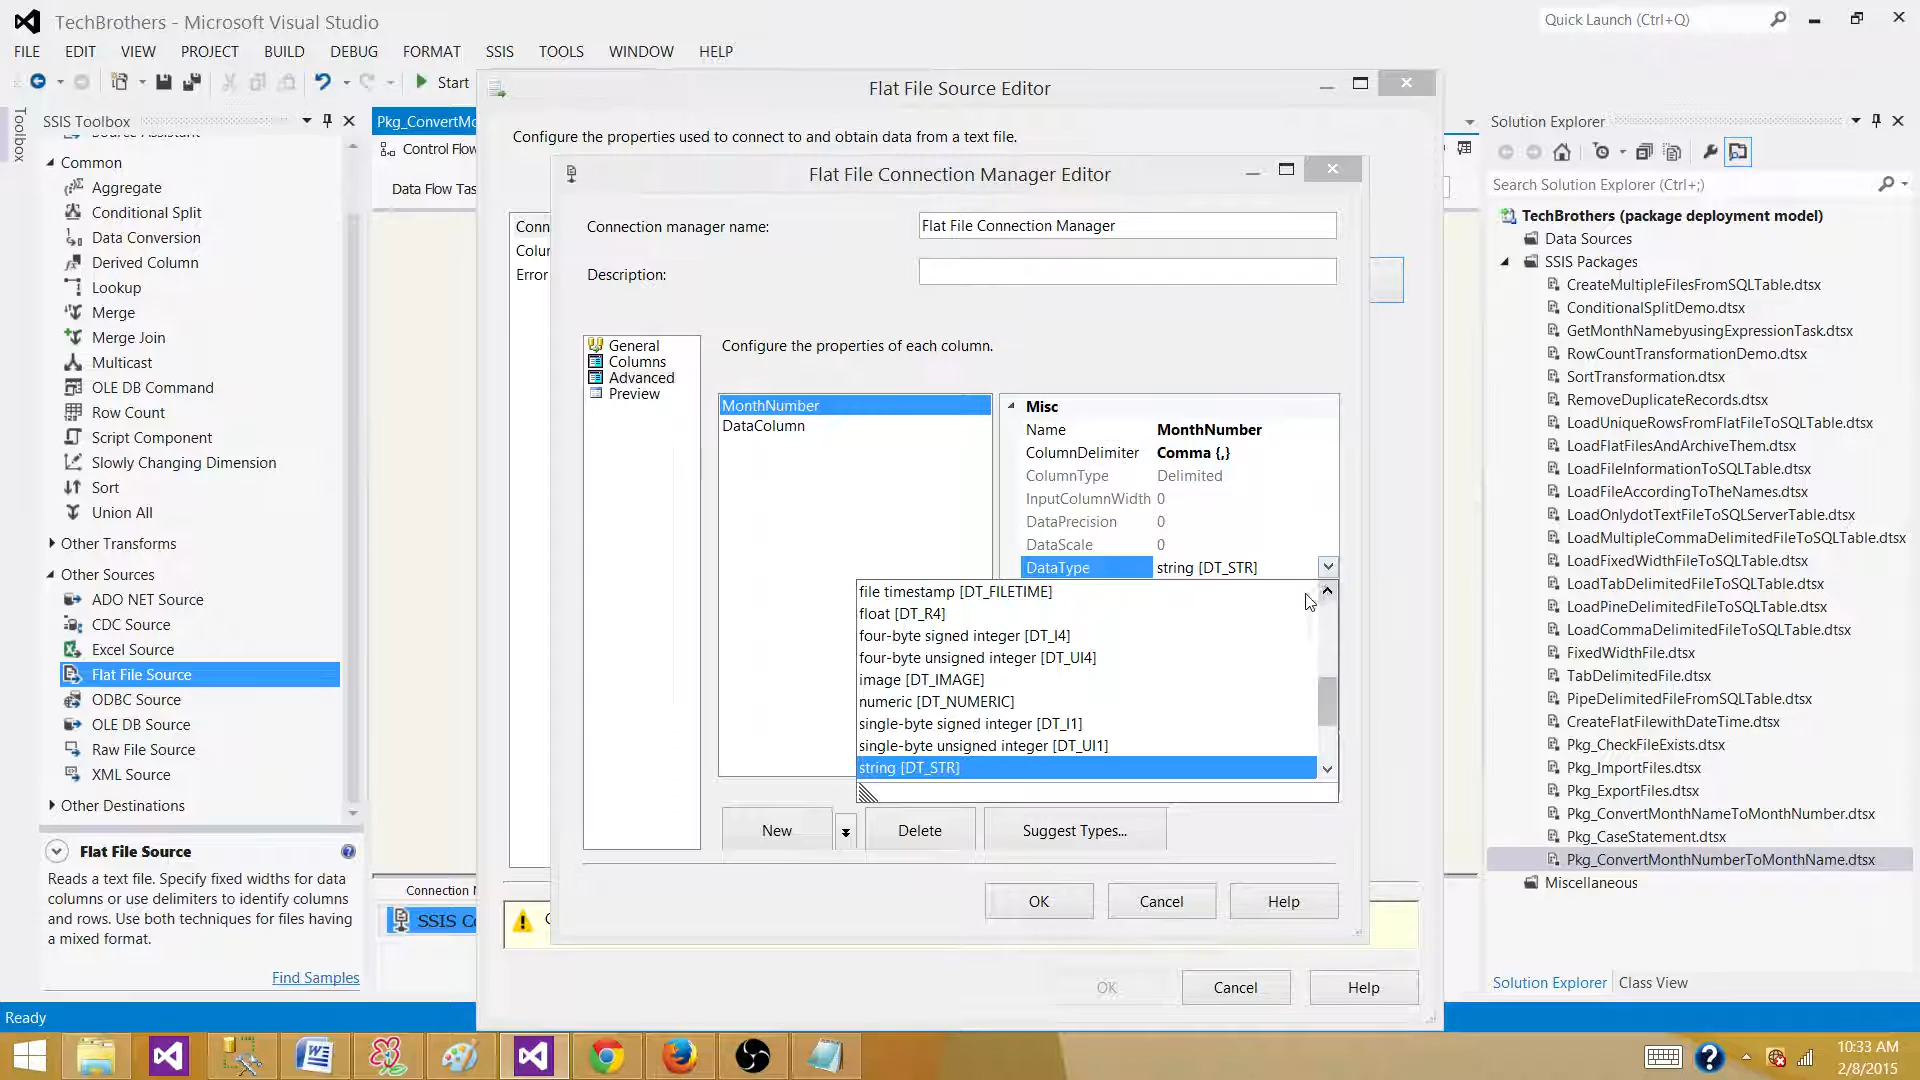 TechBrothers - Microsoft Visual Studio
Quick Launch (Ctrl+Q)
FILE EDIT VIEW PROJECT BUILD DEBUG FORMAT SSIS TOOLS WINDOW HELP
Start
Toolbox
SSIS Toolbox
Common
Aggregate
Conditional Split
Data Conversion
Derived Column
Lookup
Merge
Merge Join
Multicast
OLE DB Command
Row Count
Script Component
Slowly Changing Dimension
Sort
Union All
Other Transforms
Other Sources
ADO NET Source
CDC Source
Excel Source
Flat File Source
ODBC Source
OLE DB Source
Raw File Source
XML Source
Other Destinations
Flat File Source
Reads a text file. Specify fixed widths for data
columns or use delimiters to identify columns
and rows. Use both techniques for files having
a mixed format.
Find Samples
Pkg_ConvertMo
Control Flow
Data Flow Tas
Connection M
SSIS Co
Flat File Source Editor
Configure the properties used to connect to and obtain data from a text file.
Conn
Colur
Error
OK
Cancel
Help
Flat File Connection Manager Editor
Connection manager name:
Flat File Connection Manager
Description:
General
Columns
Advanced
Preview
Configure the properties of each column.
MonthNumber
DataColumn
Misc
Name MonthNumber
ColumnDelimiter Comma {,}
ColumnType Delimited
InputColumnWidth 0
DataPrecision 0
DataScale 0
DataType string [DT_STR]
file timestamp [DT_FILETIME]
float [DT_R4]
four-byte signed integer [DT_I4]
four-byte unsigned integer [DT_UI4]
image [DT_IMAGE]
numeric [DT_NUMERIC]
single-byte signed integer [DT_I1]
single-byte unsigned integer [DT_UI1]
string [DT_STR]
New
Delete
Suggest Types...
OK
Cancel
Help
Solution Explorer
Search Solution Explorer (Ctrl+;)
TechBrothers (package deployment model)
Data Sources
SSIS Packages
CreateMultipleFilesFromSQLTable.dtsx
ConditionalSplitDemo.dtsx
GetMonthNamebyusingExpressionTask.dtsx
RowCountTransformationDemo.dtsx
SortTransformation.dtsx
RemoveDuplicateRecords.dtsx
LoadUniqueRowsFromFlatFileToSQLTable.dtsx
LoadFlatFilesAndArchiveThem.dtsx
LoadFileInformationToSQLTable.dtsx
LoadFileAccordingToTheNames.dtsx
LoadOnlydotTextFileToSQLServerTable.dtsx
LoadMultipleCommaDelimitedFileToSQLTable.dtsx
LoadFixedWidthFileToSQLTable.dtsx
LoadTabDelimitedFileToSQLTable.dtsx
LoadPineDelimitedFileToSQLTable.dtsx
LoadCommaDelimitedFileToSQLTable.dtsx
FixedWidthFile.dtsx
TabDelimitedFile.dtsx
PipeDelimitedFileFromSQLTable.dtsx
CreateFlatFilewithDateTime.dtsx
Pkg_CheckFileExists.dtsx
Pkg_ImportFiles.dtsx
Pkg_ExportFiles.dtsx
Pkg_ConvertMonthNameToMonthNumber.dtsx
Pkg_CaseStatement.dtsx
Pkg_ConvertMonthNumberToMonthName.dtsx
Miscellaneous
Solution Explorer
Class View
Ready
10:33 AM
2/8/2015